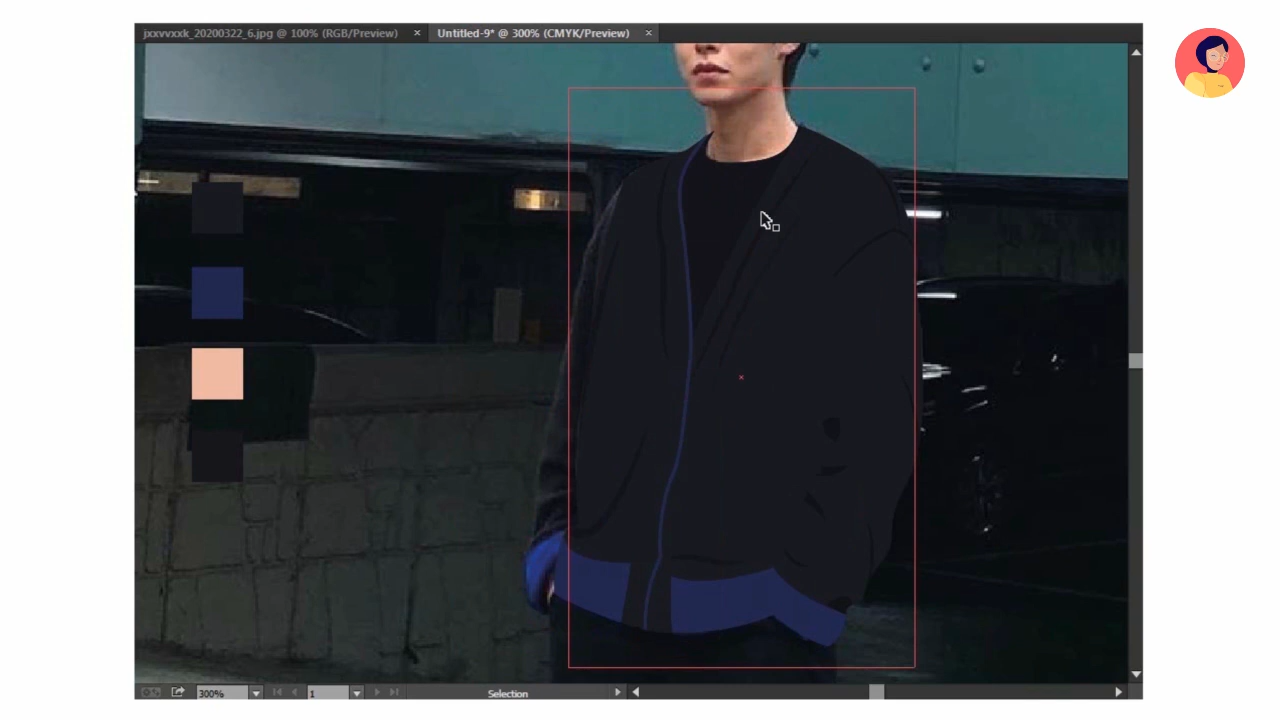 jxxvvxxk_20200322_6.jpg @ 100% (RGB/Preview) × Untitled-9* @ 300% (CMYK/Preview) ×
300% 1 Selection